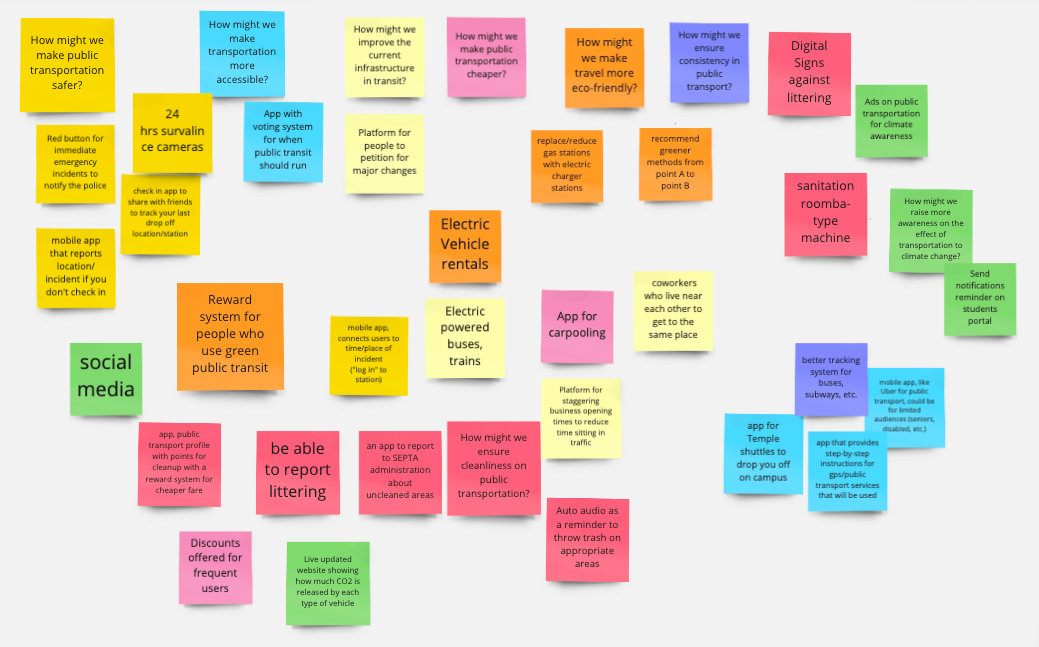 How might we
make public
transportation
safer?
How might we
make
transportation
more
accessible?
How might we
improve the
current
infrastructure
in transit?
How might we
make public
transportation
cheaper?
How might
we make
travel more
eco-friendly?
How might we
ensure
consistency in
public
transport?
Digital
Signs
against
littering
Ads on public
transportation
for climate
awareness
24
hrs survalin
ce cameras
App with
voting system
for when
public transit
should run
Platform for
people to
petition for
major changes
Red button for
immediate
emergency
incidents to
notify the police
replace/reduce
gas stations
with electric
charger
stations
recommend
greener
methods from
point A to
point B
check in app to
share with friends
to track your last
drop off
location/station
sanitation
roomba-
type
machine
How might we
raise more
awareness on the
effect of
transportation to
climate change?
mobile app
that reports
location/
incident if you
don't check in
Electric
Vehicle
rentals
Send
notifications
reminder on
students
portal
Reward
system for
people who
use green
public transit
mobile app,
connects users to
time/place of
incident
("log in" to
station)
Electric
powered
buses,
trains
App for
carpooling
coworkers
who live near
each other to
get to the
same place
social
media
better tracking
system for
buses,
subways, etc.
mobile app, like
Uber for public
transport, could be
for limited
audiences (seniors,
disabled, etc.)
Platform for
staggering
business opening
times to reduce
time sitting in
traffic
app for
Temple
shuttles to
drop you off
on campus
app that provides
step-by-step
instructions for
gps/public
transport services
that will be used
app, public
transport profile
with points for
cleanup with a
reward system for
cheaper fare
be able
to report
littering
an app to report
to SEPTA
administration
about
uncleaned areas
How might we
ensure
cleanliness on
public
transportation?
Auto audio as
a reminder to
throw trash on
appropriate
areas
Discounts
offered for
frequent
users
Live updated
website showing
how much CO2 is
released by each
type of vehicle